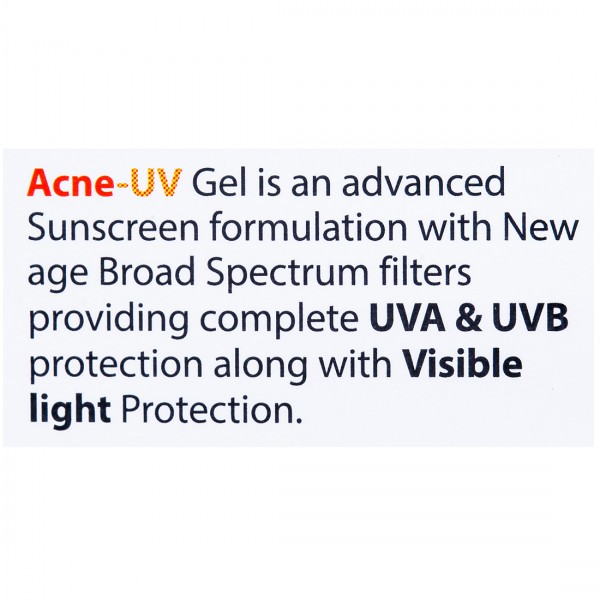 Acne-UV Gel is an advanced
Sunscreen formulation with New
age Broad Spectrum filters
providing complete UVA & UVB
protection along with Visible
light Protection.